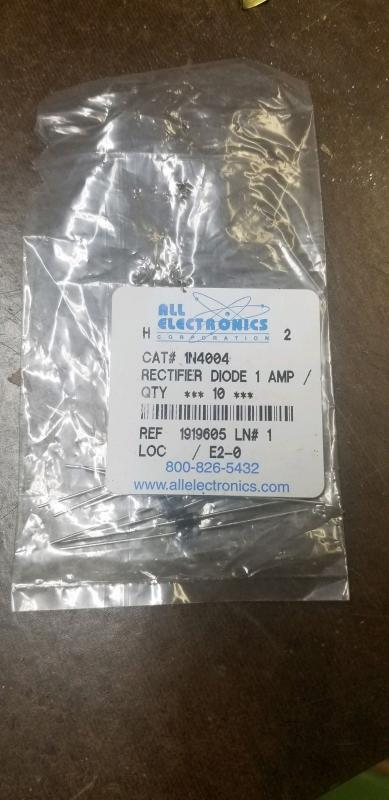 ALL
ELECTRONICS
CORPORATION
H 2
CAT# 1N4004
RECTIFIER DIODE 1 AMP /
QTY *** 10 ***
REF 1919605 LN# 1
LOC / E2-0
800-826-5432
www.allelectronics.com